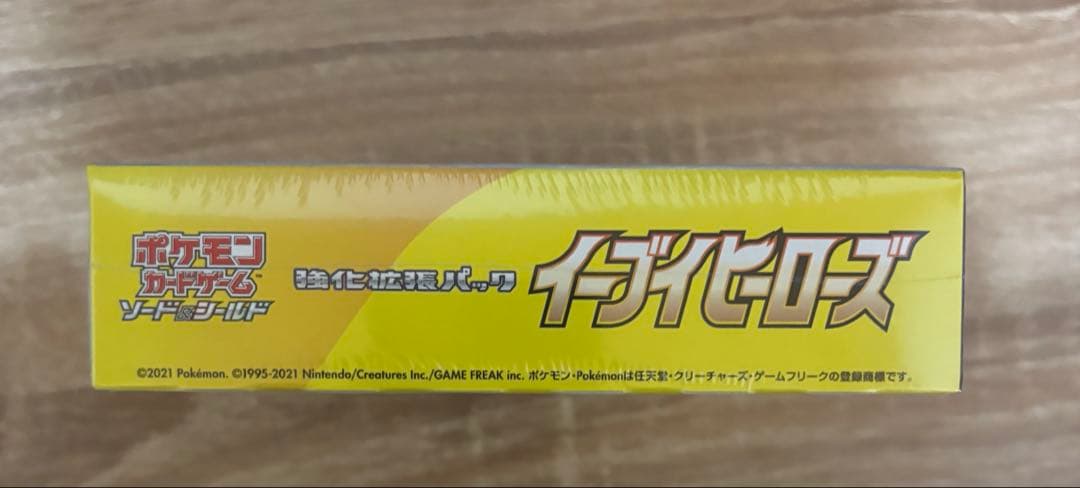 ポケモン
カードゲーム™
ソード&シールド
強化拡張パック
イーブイヒーローズ
©2021 Pokémon. ©1995-2021 Nintendo/Creatures Inc./GAME FREAK inc. ポケモン・Pokémonは任天堂・クリーチャーズ・ゲームフリークの登録商標です。